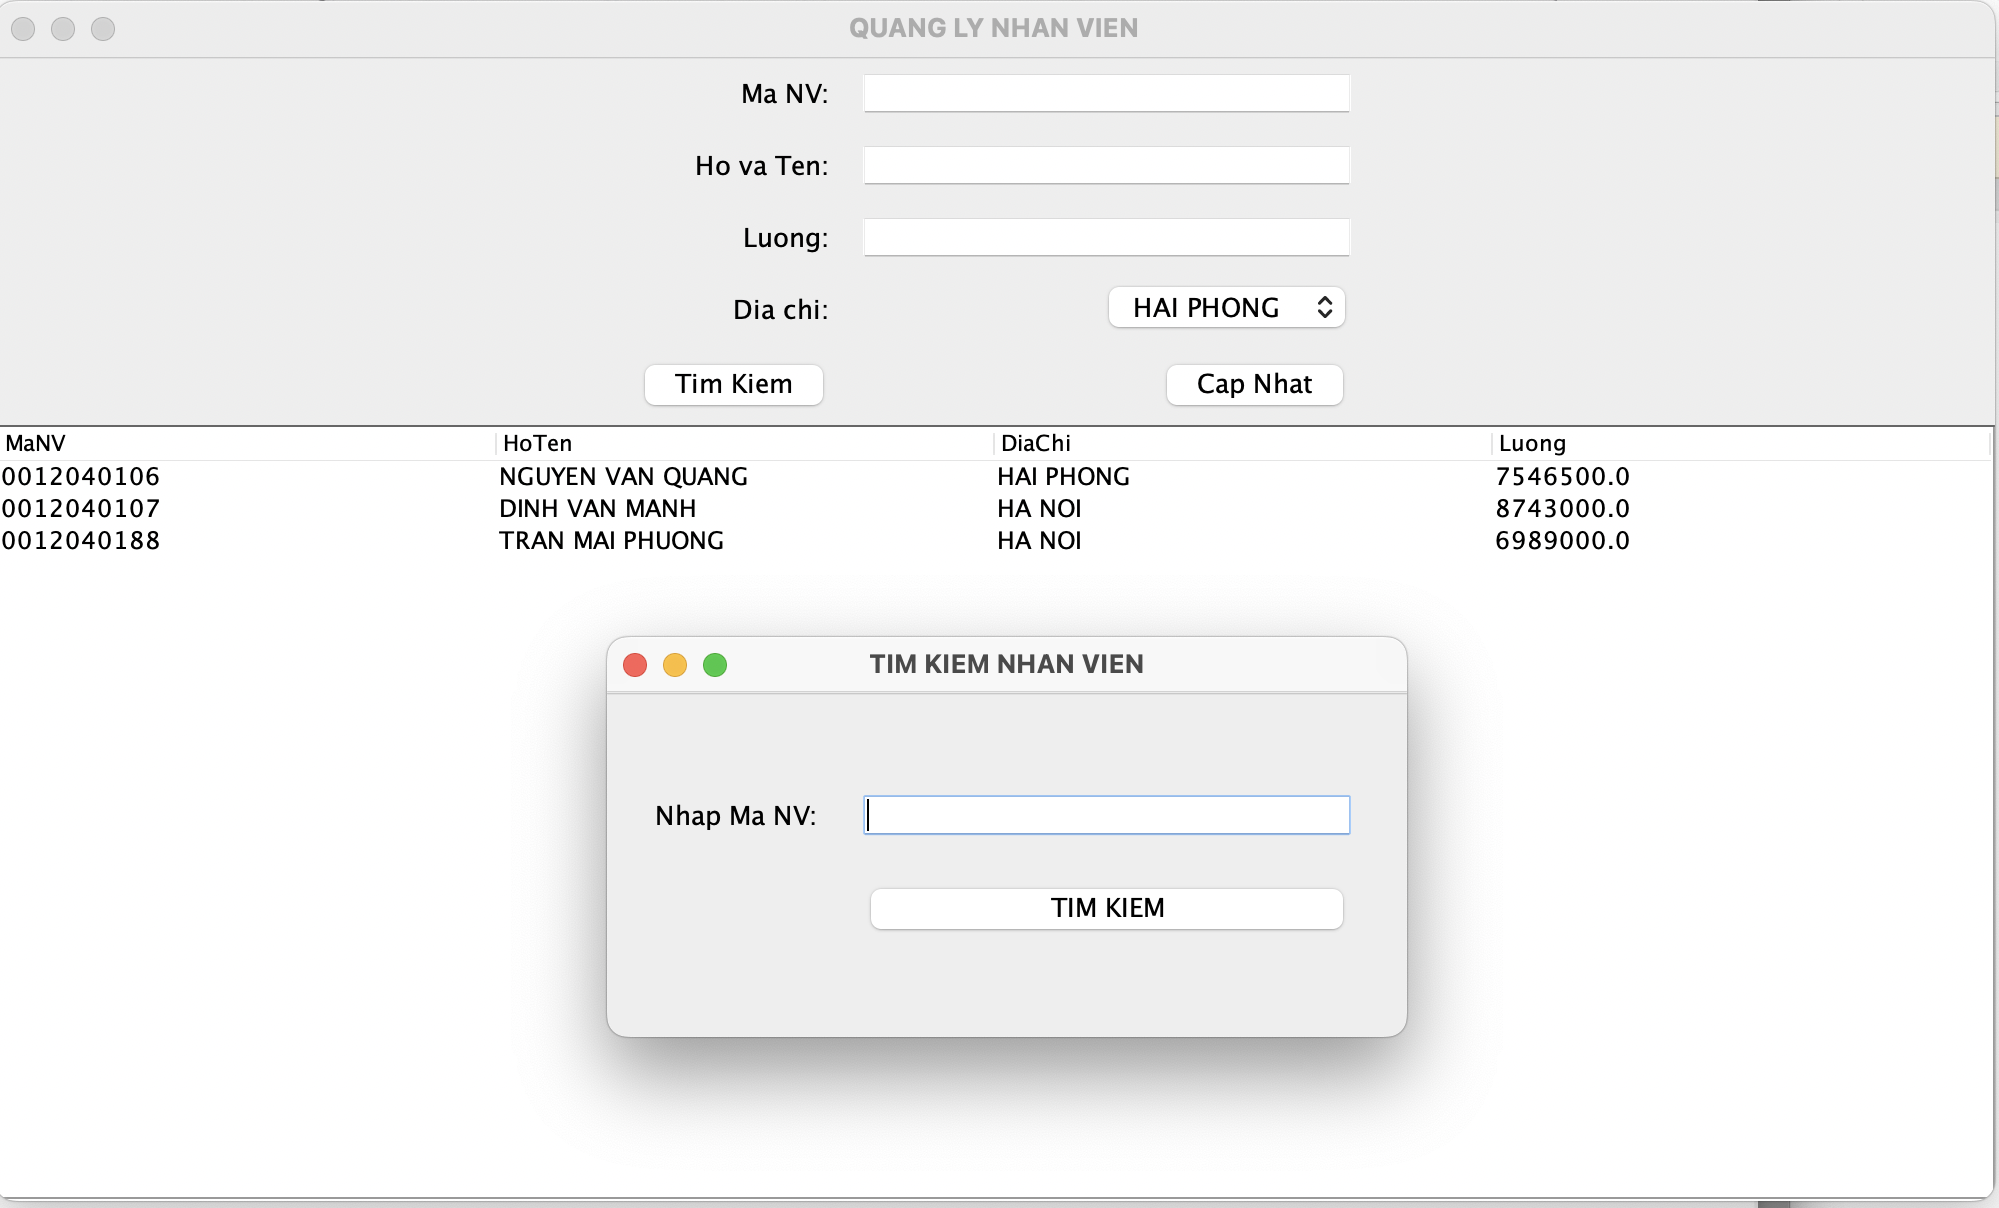 QUANG LY NHAN VIEN
Ma NV:
Ho va Ten:
Luong:
Dia chi: HAI PHONG
Tim Kiem Cap Nhat
MaNV HoTen DiaChi Luong
0012040106 NGUYEN VAN QUANG HAI PHONG 7546500.0
0012040107 DINH VAN MANH HA NOI 8743000.0
0012040188 TRAN MAI PHUONG HA NOI 6989000.0
TIM KIEM NHAN VIEN
Nhap Ma NV:
TIM KIEM